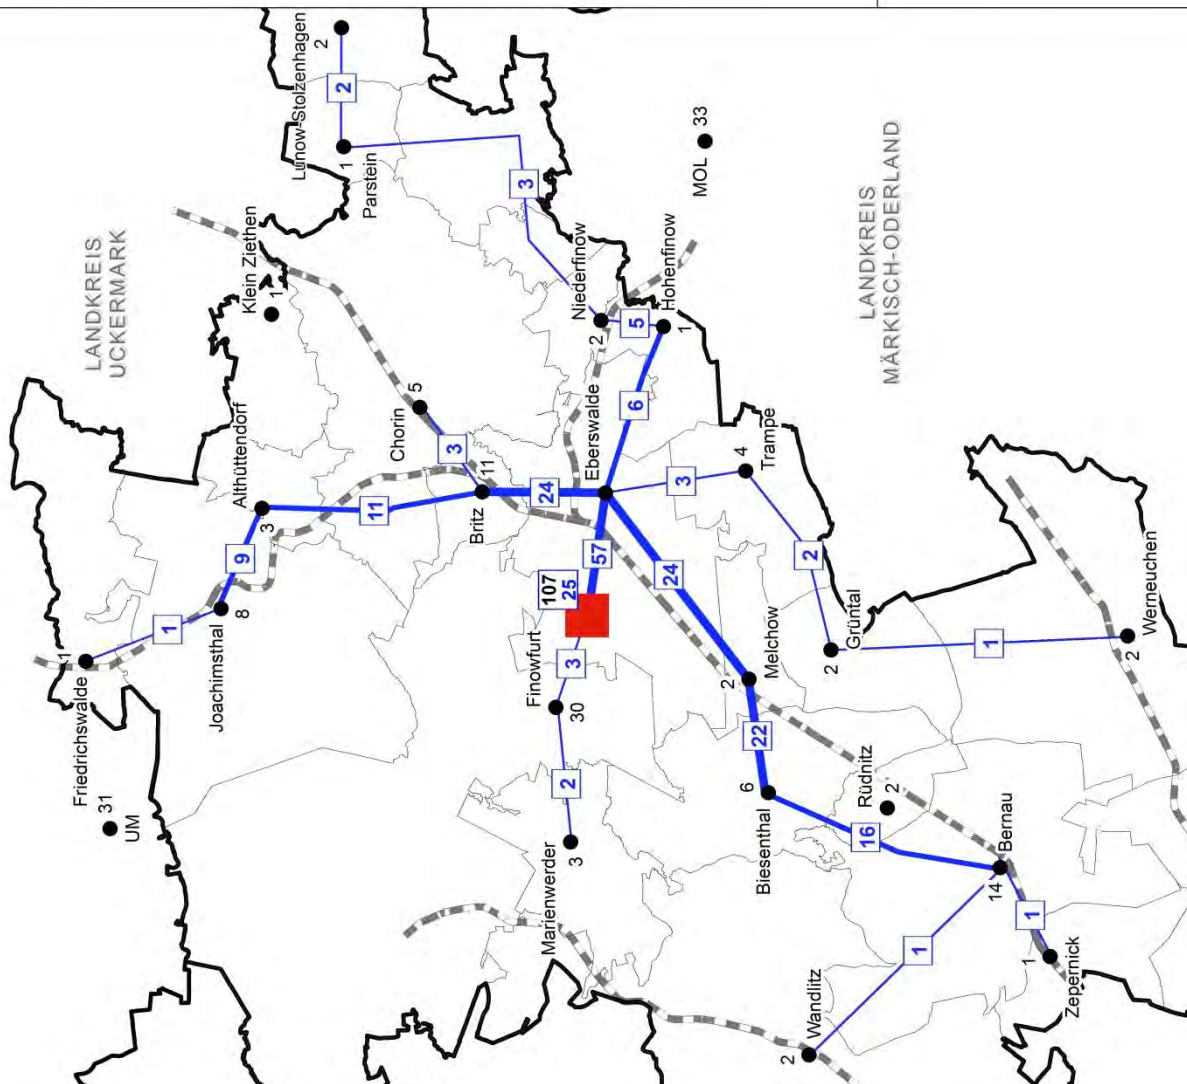 Lunow-Stolzenhagen
2
2
1
Parstein
3
MOL 33
LANDKREIS
UCKERMARK
LANDKREIS
MÄRKISCH-ODERLAND
Klein Ziethen
1
Niederfinow
2
5
Hohenfinow
1
6
Chorin
5
3
Althüttendorf
3
11
Britz
11
24
Eberswalde
3
Trampe
4
9
Joachimsthal
8
1
Friedrichswalde
1
31
UM
107
25
57
Finowfurt
30
3
2
Marienwerder
3
24
Melchow
2
22
Biesenthal
6
2
Grüntal
2
1
Werneuchen
2
Rüdnitz
2
16
Bernau
14
1
Wandlitz
2
1
Zepernick
1